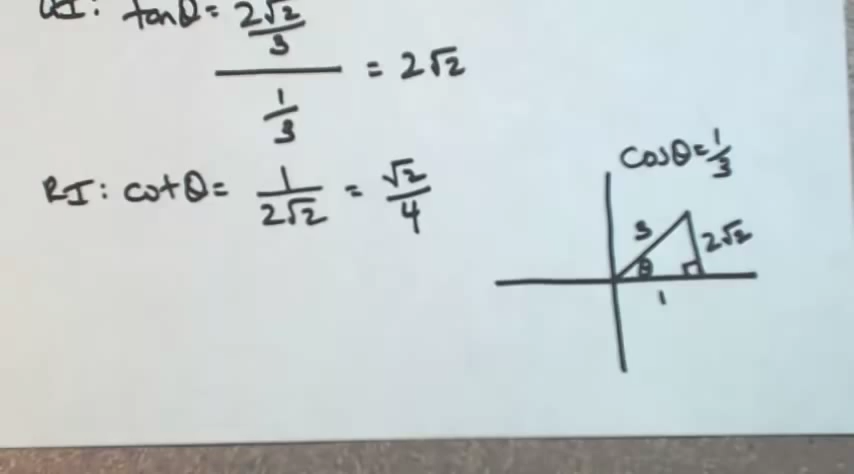 tanθ = (2√2/3)/(1/3) = 2√2
RI: cotθ = 1/(2√2) = √2/4
cosθ = 1/3
3
2√2
θ
1